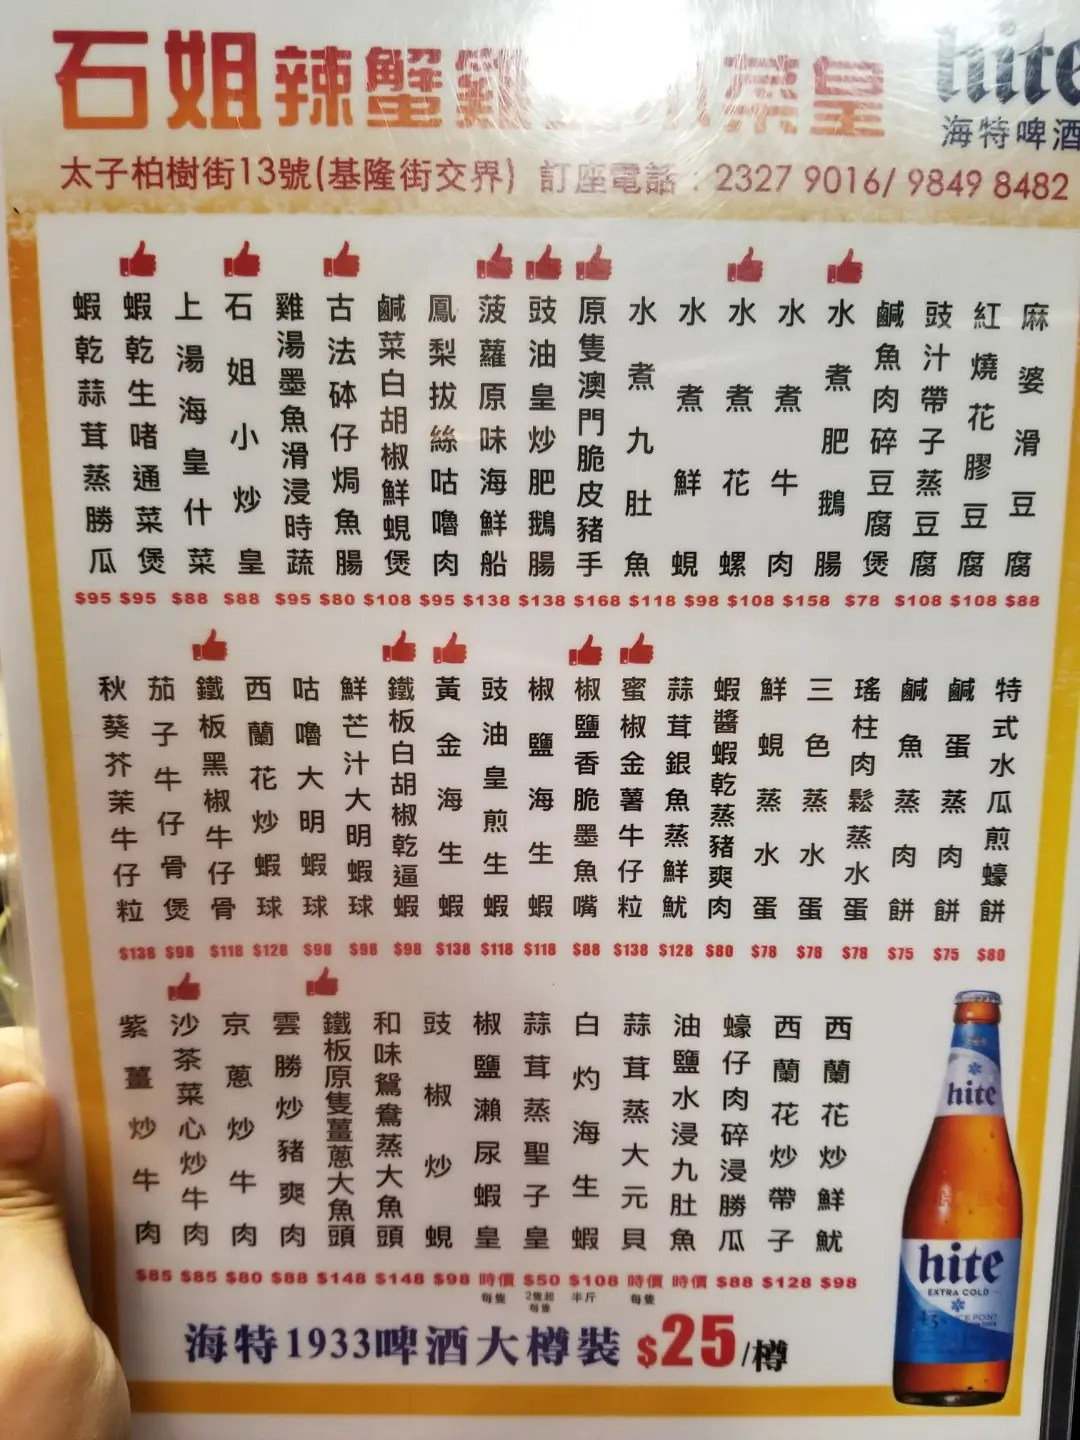 石姐辣蟹雞 菜皇
hite
海特啤酒
太子柏樹街13號(基隆街交界) 訂座電話：2327 9016/ 9849 8482
麻婆滑豆腐
紅燒花膠豆腐
豉汁帶子蒸豆腐
鹹魚肉碎豆腐煲
水煮肥鵝腸
水煮牛肉
水煮花螺
水煮鮮蜆
水煮九肚魚
原隻澳門脆皮豬手
豉油皇炒肥鵝腸
菠蘿原味海鮮船
鳳梨拔絲咕嚕肉
鹹菜白胡椒鮮蜆煲
古法砵仔焗魚腸
雞湯墨魚滑浸時蔬
石姐小炒皇
上湯海皇什菜
蝦乾生啫通菜煲
蝦乾蒜茸蒸勝瓜
$95 $95 $88 $88 $95 $80 $108 $95 $138 $138 $168 $118 $98 $108 $158 $78 $108 $108 $88
特式水瓜煎蠔餅
鹹蛋蒸肉餅
鹹魚蒸肉餅
瑤柱肉鬆蒸水蛋
三色蒸水蛋
鮮蜆蒸水蛋
蝦醬蝦乾蒸豬爽肉
蒜茸銀魚蒸鮮魷
蜜椒金薯牛仔粒
椒鹽香脆墨魚嘴
椒鹽海生蝦
豉油皇煎生蝦
黃金海生蝦
鐵板白胡椒乾逼蝦
鮮芒汁大明蝦球
咕嚕大明蝦球
西蘭花炒蝦球
鐵板黑椒牛仔骨
茄子牛仔骨煲
秋葵芥茉牛仔粒
$138 $98 $118 $128 $98 $98 $98 $138 $118 $118 $88 $138 $128 $80 $78 $78 $78 $75 $75 $80
西蘭花炒鮮魷
西蘭花炒帶子
蠔仔肉碎浸勝瓜
油鹽水浸九肚魚
蒜茸蒸大元貝
白灼海生蝦
蒜茸蒸聖子皇
椒鹽瀨尿蝦皇
豉椒炒蜆
和味鴛鴦蒸大魚頭
鐵板原隻薑蔥大魚頭
雲勝炒豬爽肉
京蔥炒牛肉
沙茶菜心炒牛肉
紫薑炒牛肉
$85 $85 $80 $88 $148 $148 $98 時價 $50 $108 時價 時價 $88 $128 $98
每隻 2隻起 半斤 每隻
每隻
海特1933啤酒大樽裝 $25/樽
hite
hite
EXTRA COLD